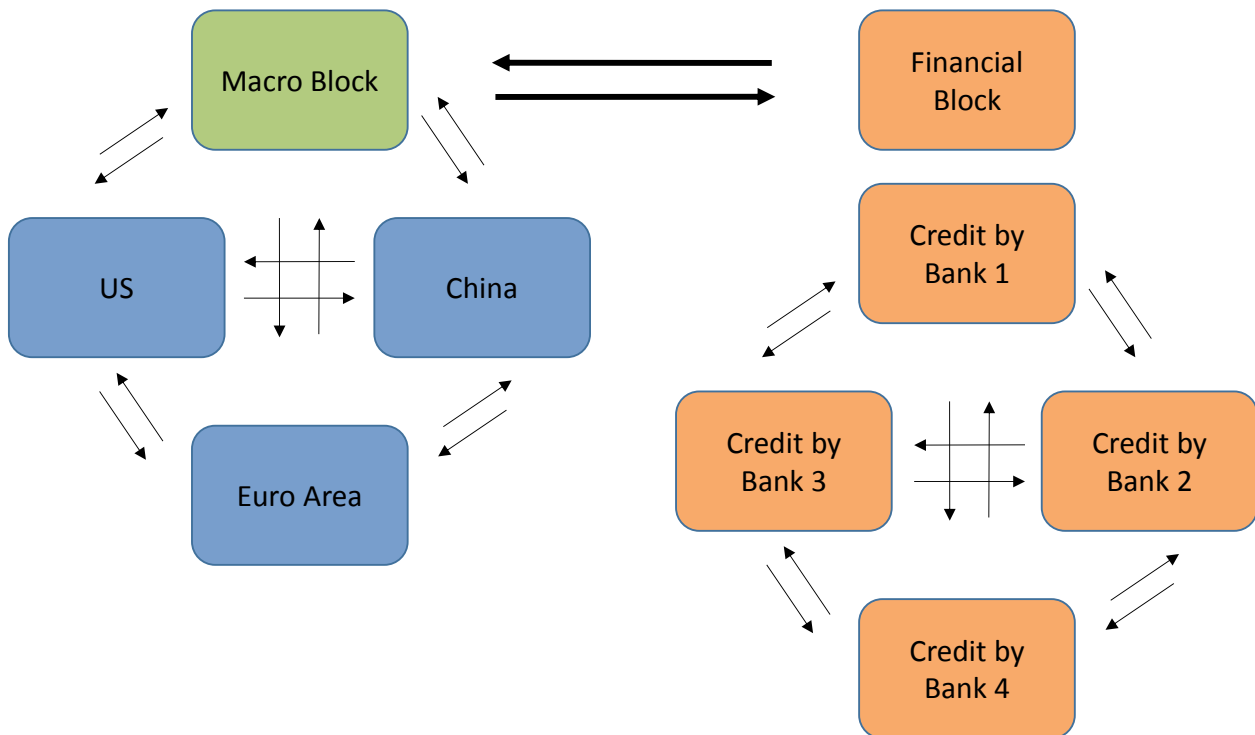 Macro Block
Financial
Block
US
China
Credit by
Bank 1
Euro Area
Credit by
Bank 3
Credit by
Bank 2
Credit by
Bank 4